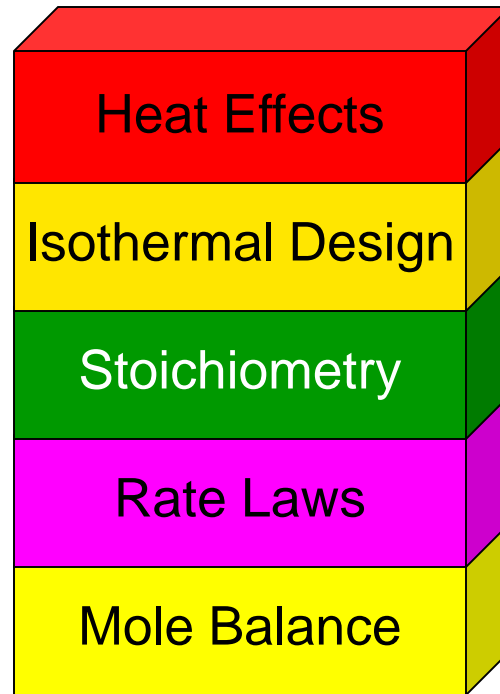 Heat Effects
Isothermal Design
Stoichiometry
Rate Laws
Mole Balance